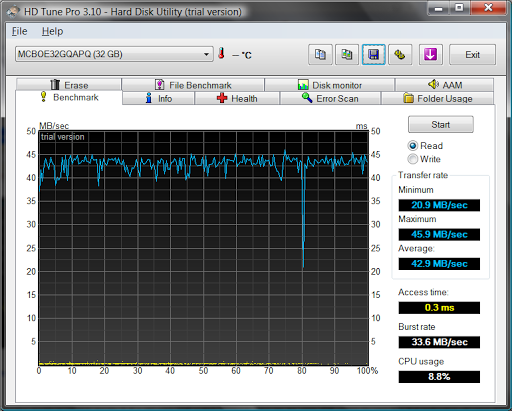 HD Tune Pro 3.10 - Hard Disk Utility (trial version)
File Help
MCBOE32GQAPQ (32 GB)
– °C
Exit
Erase
File Benchmark
Disk monitor
AAM
Benchmark
Info
Health
Error Scan
Folder Usage
MB/sec
ms
trial version
50
45
40
35
30
25
20
15
10
5
50
45
40
35
30
25
20
15
10
5
0 10 20 30 40 50 60 70 80 90 100%
Start
Read
Write
Transfer rate
Minimum
20.9 MB/sec
Maximum
45.9 MB/sec
Average:
42.9 MB/sec
Access time:
0.3 ms
Burst rate
33.6 MB/sec
CPU usage
8.8%